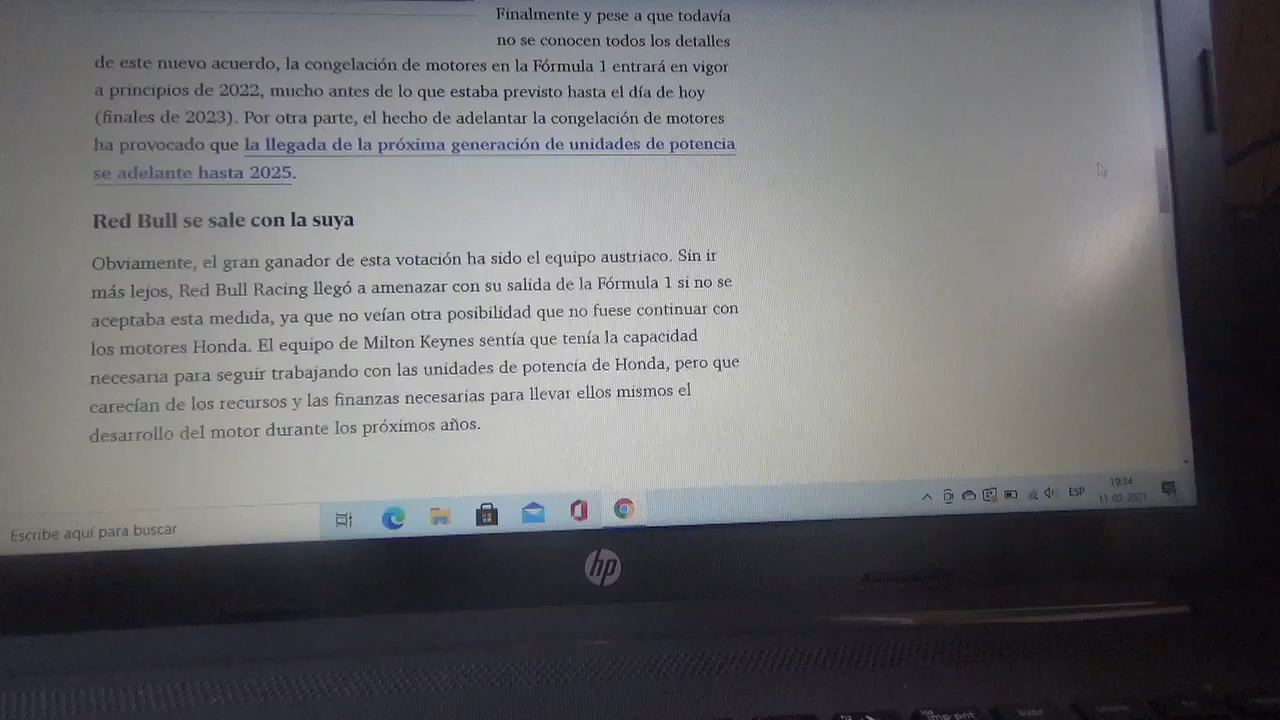 Finalmente y pese a que todavía
no se conocen todos los detalles
de este nuevo acuerdo, la congelación de motores en la Fórmula 1 entrará en vigor
a principios de 2022, mucho antes de lo que estaba previsto hasta el día de hoy
(finales de 2023). Por otra parte, el hecho de adelantar la congelación de motores
ha provocado que la llegada de la próxima generación de unidades de potencia
se adelante hasta 2025.
Red Bull se sale con la suya
Obviamente, el gran ganador de esta votación ha sido el equipo austriaco. Sin ir
más lejos, Red Bull Racing llegó a amenazar con su salida de la Fórmula 1 si no se
aceptaba esta medida, ya que no veían otra posibilidad que no fuese continuar con
los motores Honda. El equipo de Milton Keynes sentía que tenía la capacidad
necesaria para seguir trabajando con las unidades de potencia de Honda, pero que
carecían de los recursos y las finanzas necesarias para llevar ellos mismos el
desarrollo del motor durante los próximos años.
Escribe aquí para buscar
ESP
19:34
11-02-2021
hp
imp pnt